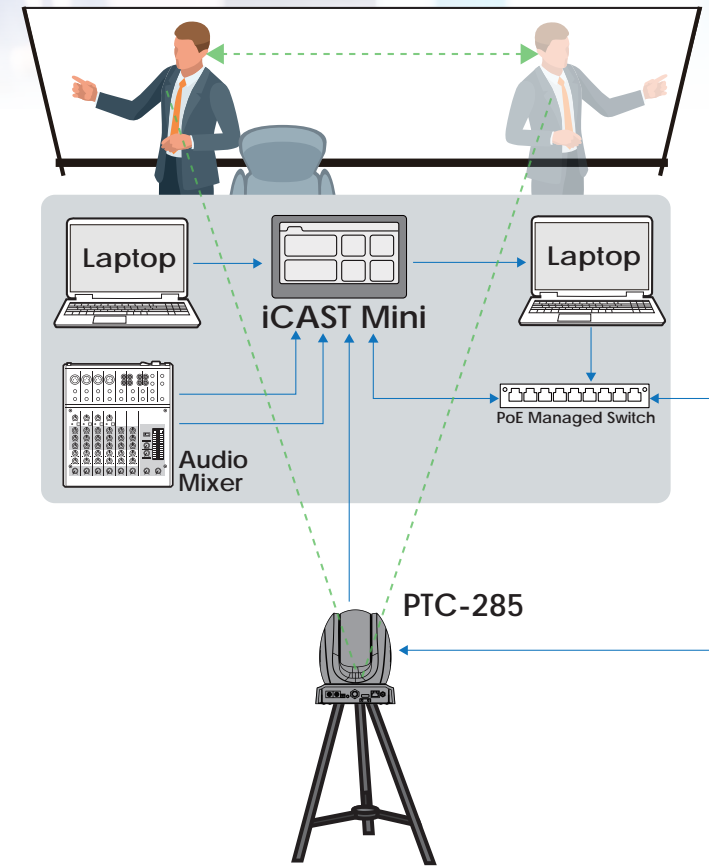 Laptop
Laptop
iCAST Mini
PoE Managed Switch
Audio
Mixer
PTC-285